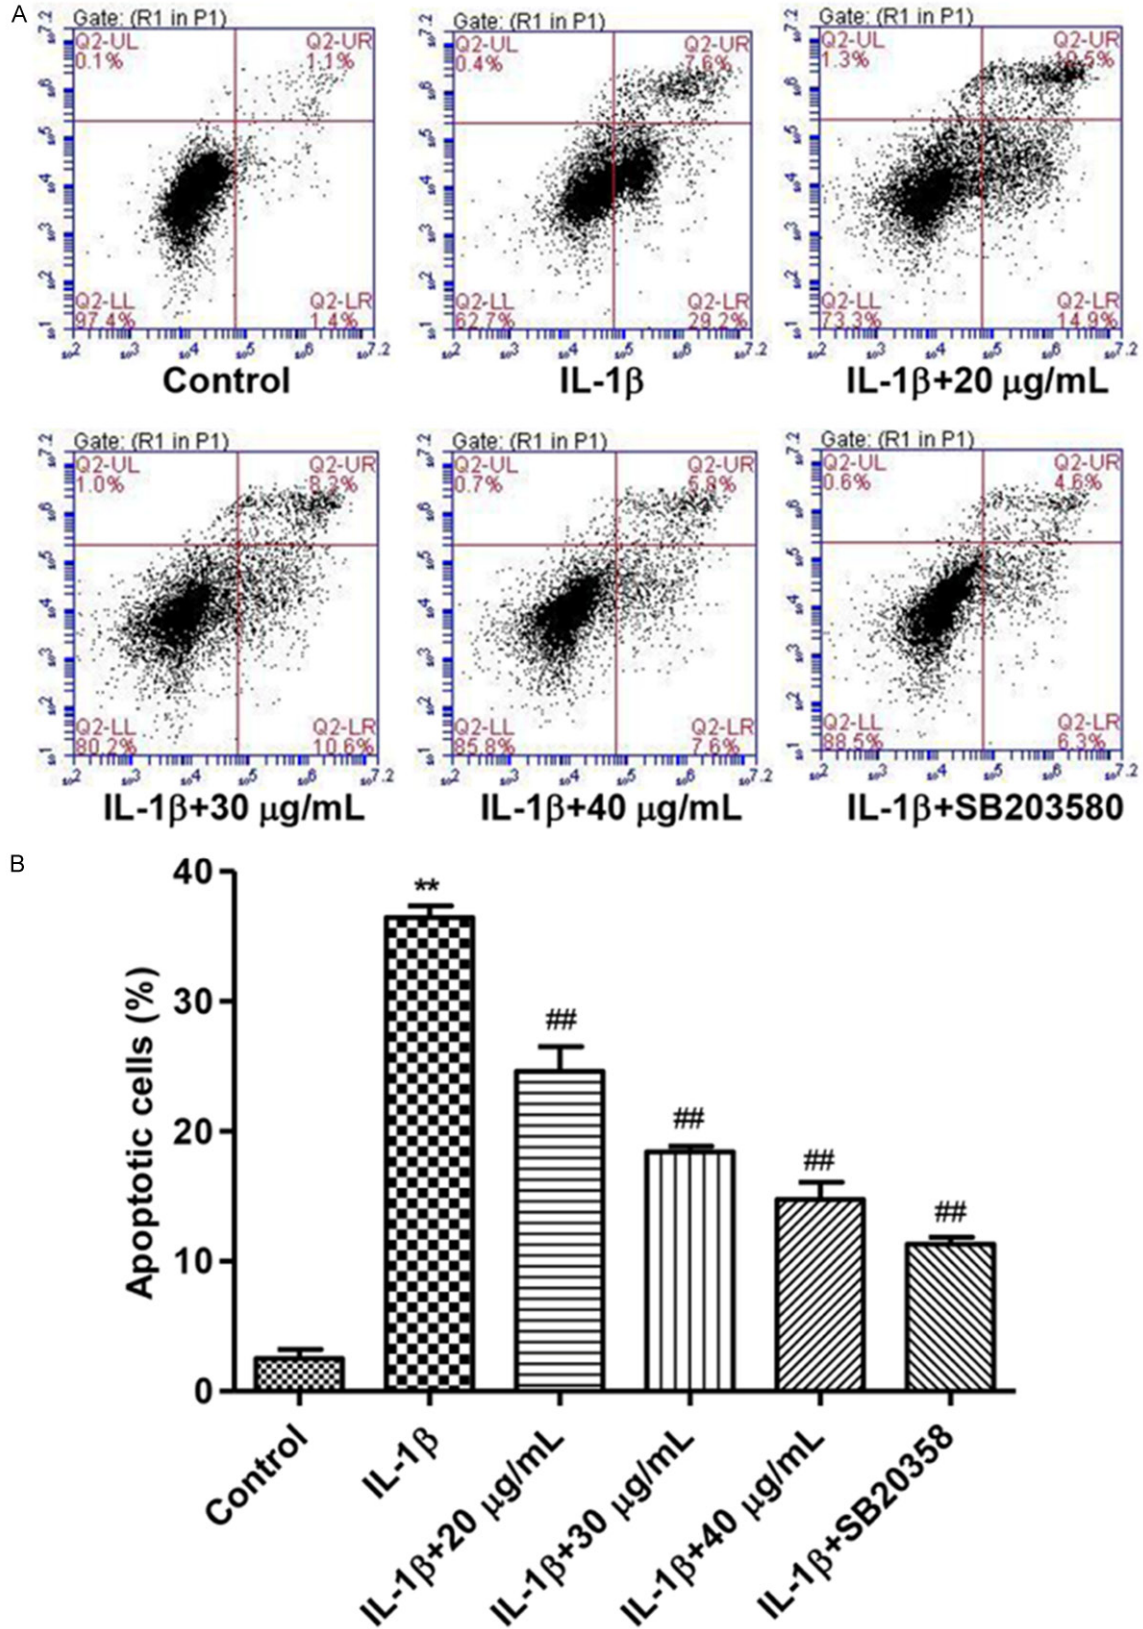 A
Gate: (R1 in P1)
Q2-UL
0.1%
Q2-UR
1.1%
Q2-LL
97.4%
Q2-LR
1.4%
Control
Gate: (R1 in P1)
Q2-UL
0.4%
Q2-UR
7.6%
Q2-LL
62.7%
Q2-LR
29.2%
IL-1β
Gate: (R1 in P1)
Q2-UL
1.3%
Q2-UR
10.5%
Q2-LL
73.3%
Q2-LR
14.9%
IL-1β+20 μg/mL
Gate: (R1 in P1)
Q2-UL
1.0%
Q2-UR
8.3%
Q2-LL
80.2%
Q2-LR
10.6%
IL-1β+30 μg/mL
Gate: (R1 in P1)
Q2-UL
0.7%
Q2-UR
5.9%
Q2-LL
85.8%
Q2-LR
7.6%
IL-1β+40 μg/mL
Gate: (R1 in P1)
Q2-UL
0.6%
Q2-UR
4.6%
Q2-LL
88.5%
Q2-LR
6.3%
IL-1β+SB203580
B
Apoptotic cells (%)
40
30
20
10
0
**
##
##
##
##
Control
IL-1β
IL-1β+20 μg/mL
IL-1β+30 μg/mL
IL-1β+40 μg/mL
IL-1β+SB20358